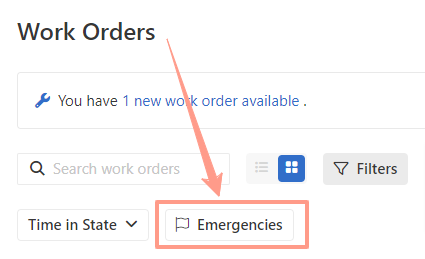 Work Orders
You have 1 new work order available .
Search work orders
Filters
Time in State
Emergencies